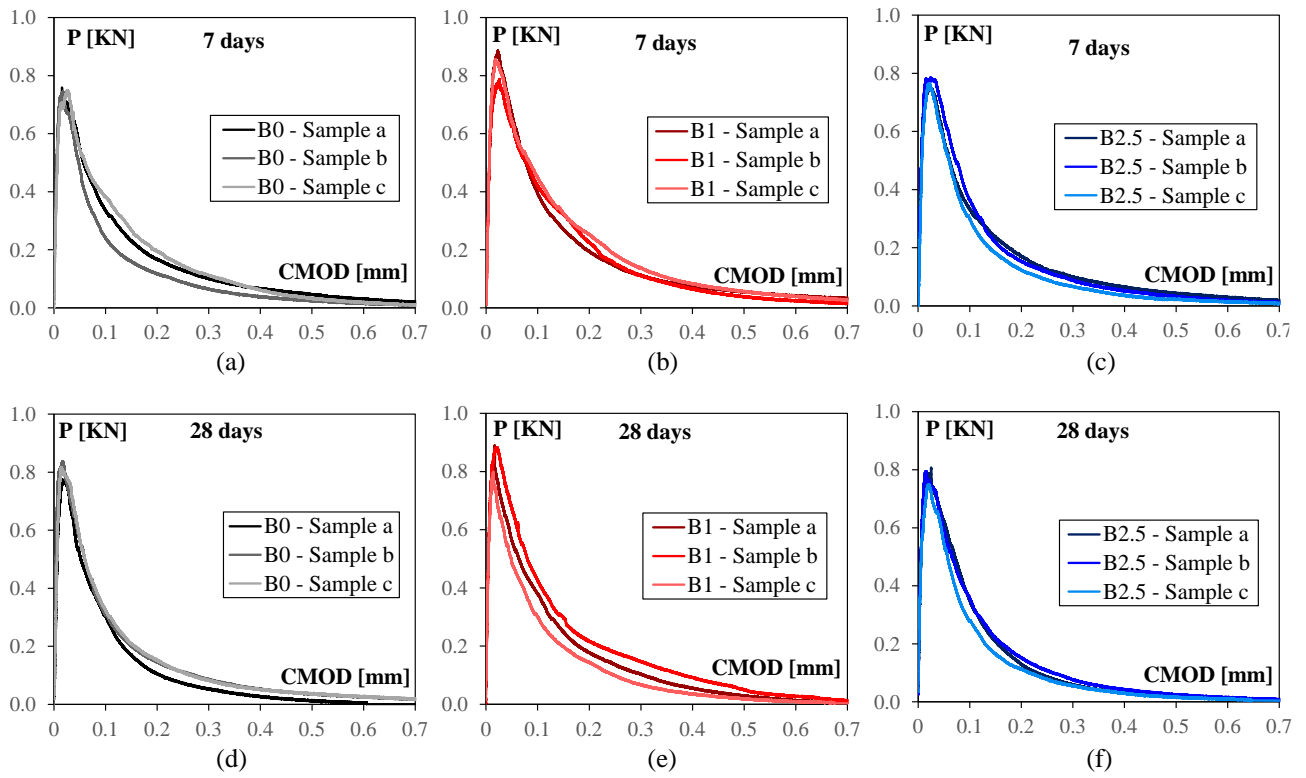 1.0
0.8
0.6
0.4
0.2
0.0
P [KN]
7 days
B0 - Sample a
B0 - Sample b
B0 - Sample c
CMOD [mm]
0 0.1 0.2 0.3 0.4 0.5 0.6 0.7
(a)
1.0
0.8
0.6
0.4
0.2
0.0
P [KN]
7 days
B1 - Sample a
B1 - Sample b
B1 - Sample c
CMOD [mm]
0 0.1 0.2 0.3 0.4 0.5 0.6 0.7
(b)
1.0
0.8
0.6
0.4
0.2
0.0
P [KN]
7 days
B2.5 - Sample a
B2.5 - Sample b
B2.5 - Sample c
CMOD [mm]
0 0.1 0.2 0.3 0.4 0.5 0.6 0.7
(c)
1.0
0.8
0.6
0.4
0.2
0.0
P [KN]
28 days
B0 - Sample a
B0 - Sample b
B0 - Sample c
CMOD [mm]
0 0.1 0.2 0.3 0.4 0.5 0.6 0.7
(d)
1.0
0.8
0.6
0.4
0.2
0.0
P [KN]
28 days
B1 - Sample a
B1 - Sample b
B1 - Sample c
CMOD [mm]
0 0.1 0.2 0.3 0.4 0.5 0.6 0.7
(e)
1.0
0.8
0.6
0.4
0.2
0.0
P [KN]
28 days
B2.5 - Sample a
B2.5 - Sample b
B2.5 - Sample c
CMOD [mm]
0 0.1 0.2 0.3 0.4 0.5 0.6 0.7
(f)